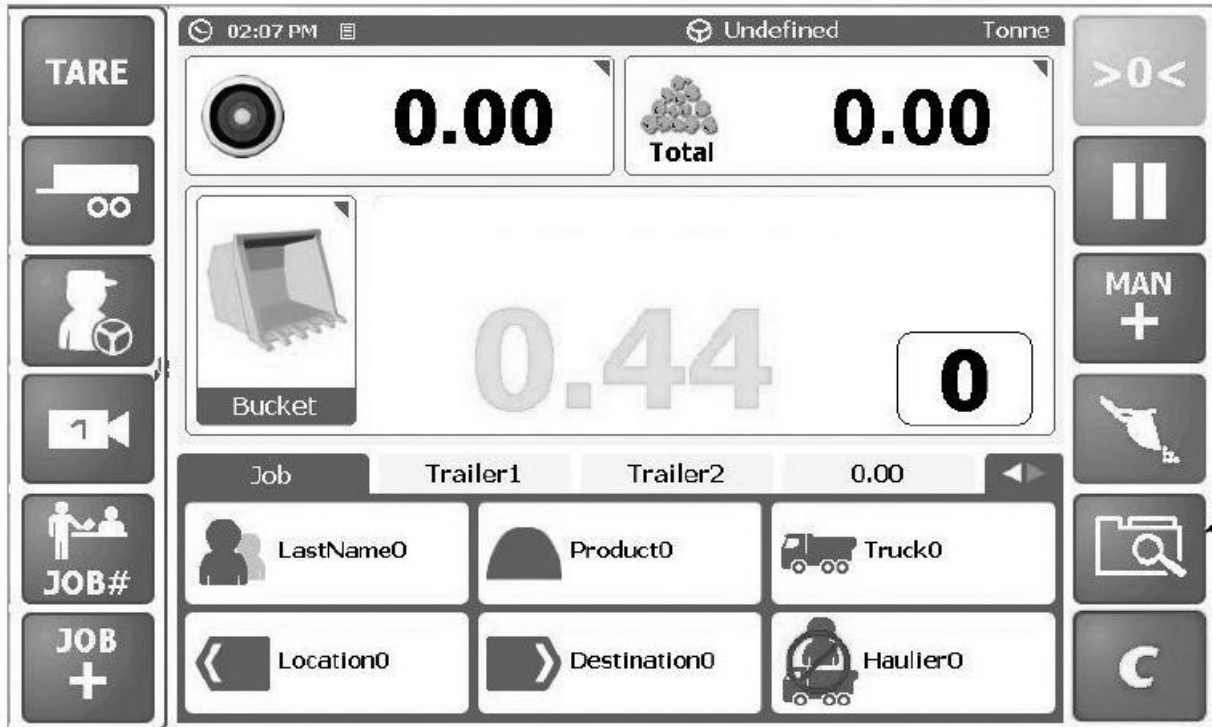 02:07 PM Undefined Tonne
TARE
0.00
Total
0.00
>0<
MAN
+
Bucket
0.44
0
1
Job Trailer1 Trailer2 0.00
JOB#
LastName0 Product0 Truck0
JOB
+
Location0 Destination0 Haulier0
C